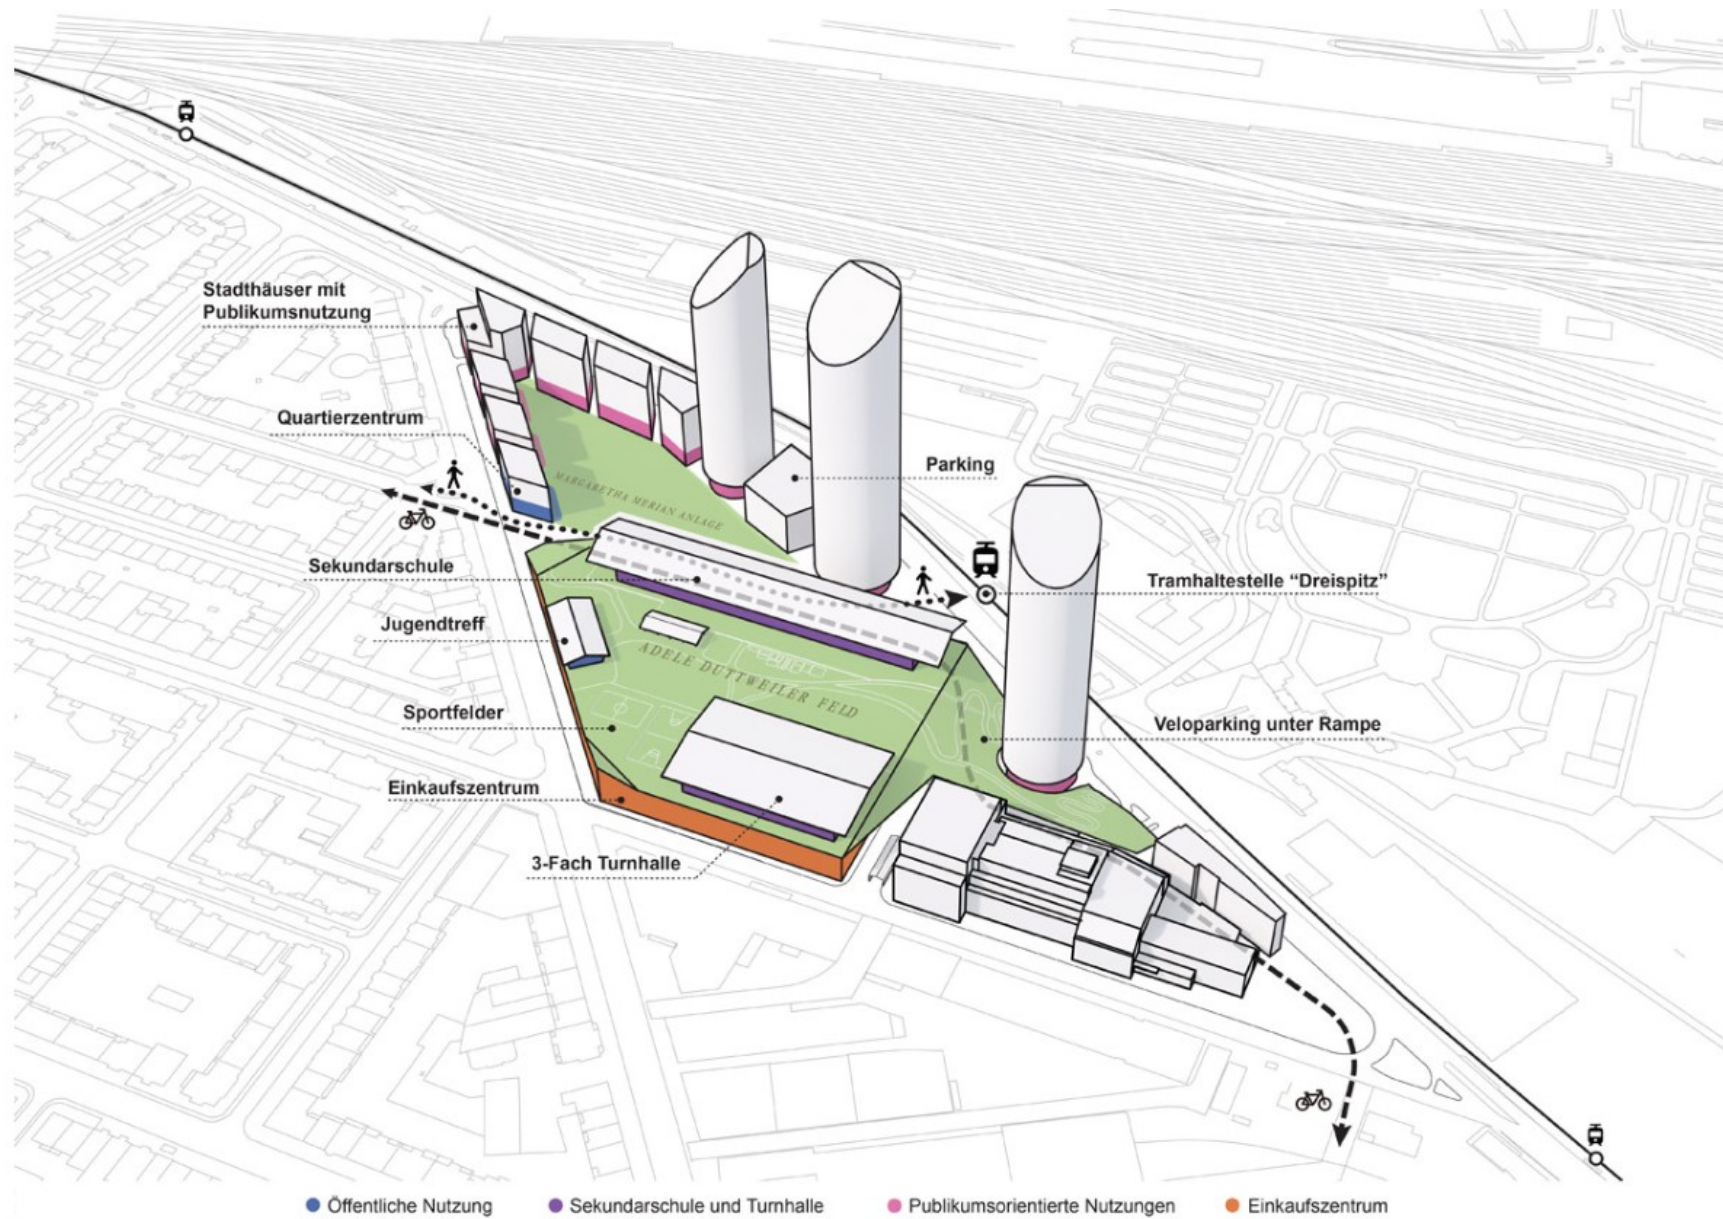 Stadthäuser mit
Publikumsnutzung
Quartierzentrum
Parking
MARGARETHA MERIAN ANLAGE
Sekundarschule
Tramhaltestelle “Dreispitz”
Jugendtreff
ADELE DUTTWEILER FELD
Sportfelder
Veloparking unter Rampe
Einkaufszentrum
3-Fach Turnhalle
Öffentliche Nutzung
Sekundarschule und Turnhalle
Publikumsorientierte Nutzungen
Einkaufszentrum